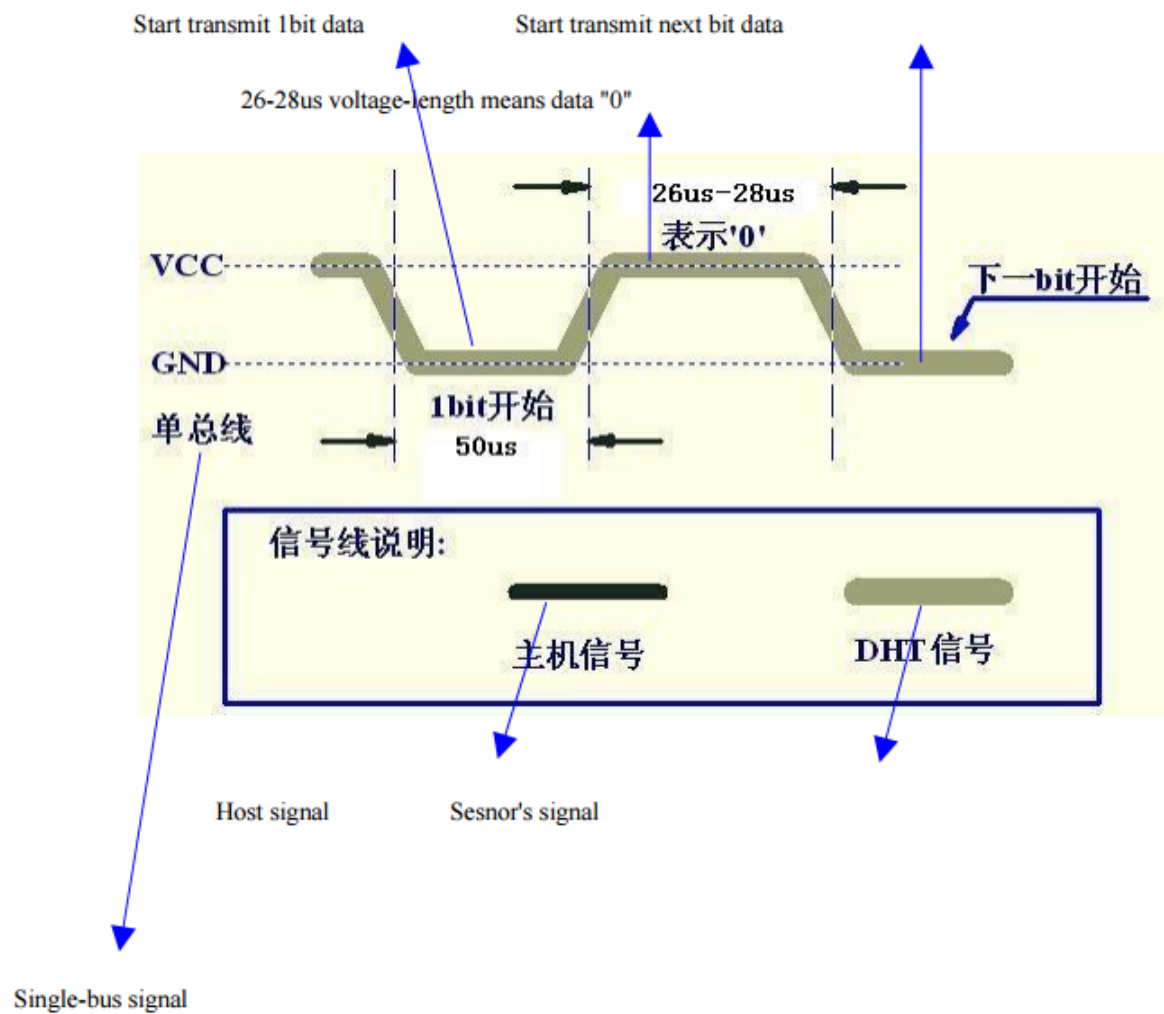 Start transmit 1bit data
Start transmit next bit data
26-28us voltage-length means data "0"
26us-28us
表示'0'
VCC
下一bit开始
GND
1bit开始
单总线
50us
信号线说明:
主机信号
DHT信号
Host signal
Sesnor's signal
Single-bus signal